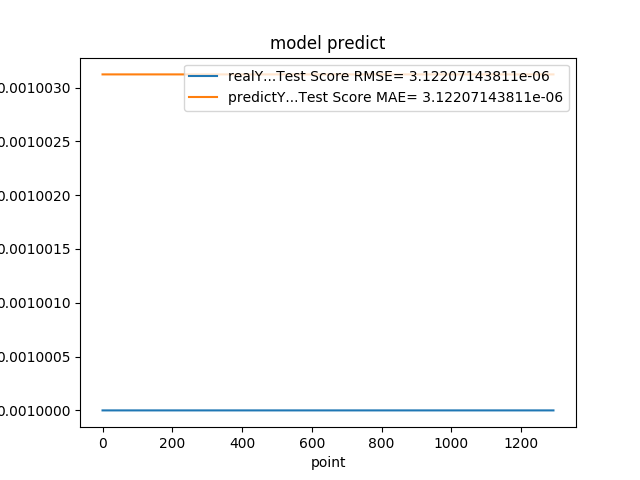 model predict
realY...Test Score RMSE= 3.12207143811e-06
predictY...Test Score MAE= 3.12207143811e-06
0.0010030
0.0010025
0.0010020
0.0010015
0.0010010
0.0010005
0.0010000
0 200 400 600 800 1000 1200
point